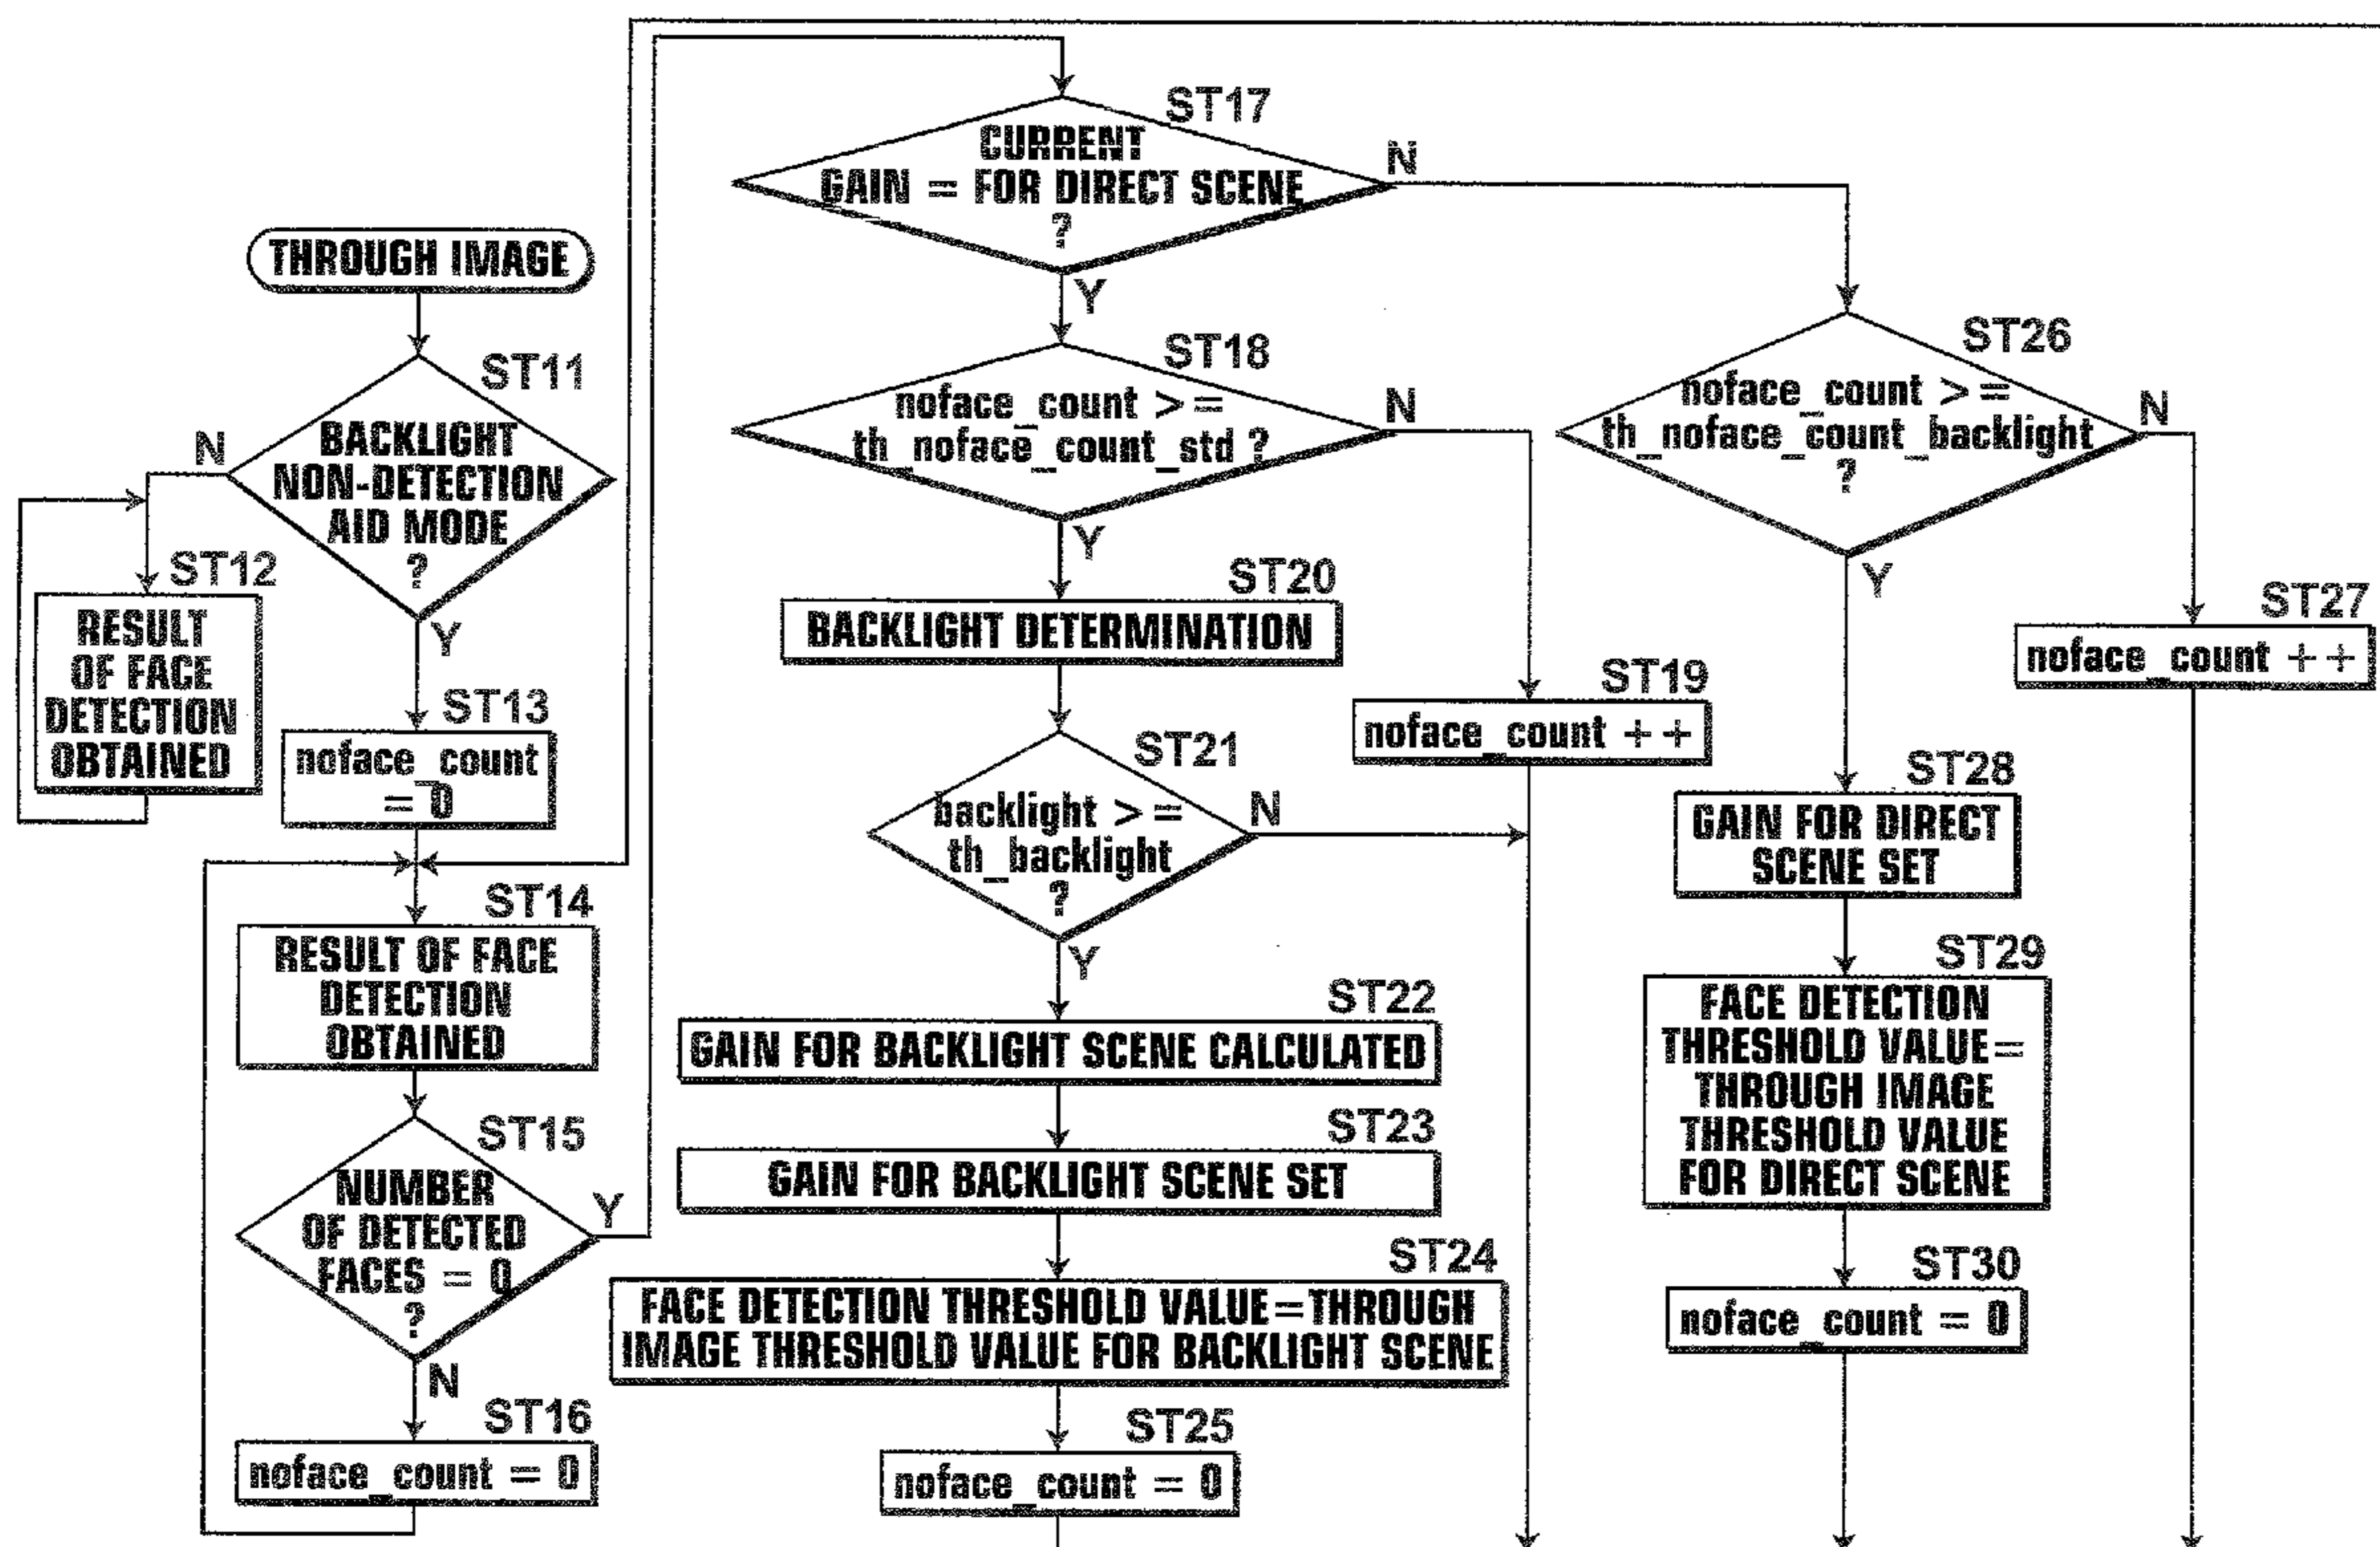 THROUGH IMAGE
ST11
BACKLIGHT
NON-DETECTION
AID MODE
?
N
Y
ST12
RESULT
OF FACE
DETECTION
OBTAINED
ST13
noface_count
= 0
ST14
RESULT OF FACE
DETECTION
OBTAINED
ST15
NUMBER
OF DETECTED
FACES = 0
?
Y
N
ST16
noface_count = 0
ST17
CURRENT
GAIN = FOR DIRECT SCENE
?
N
Y
ST18
noface_count >=
th_noface_count_std ?
N
Y
ST19
noface_count ++
ST20
BACKLIGHT DETERMINATION
ST21
backlight >=
th_backlight
?
N
Y
ST22
GAIN FOR BACKLIGHT SCENE CALCULATED
ST23
GAIN FOR BACKLIGHT SCENE SET
ST24
FACE DETECTION THRESHOLD VALUE=THROUGH
IMAGE THRESHOLD VALUE FOR BACKLIGHT SCENE
ST25
noface_count = 0
ST26
noface_count >=
th_noface_count_backlight
?
N
Y
ST27
noface_count ++
ST28
GAIN FOR DIRECT
SCENE SET
ST29
FACE DETECTION
THRESHOLD VALUE=
THROUGH IMAGE
THRESHOLD VALUE
FOR DIRECT SCENE
ST30
noface_count = 0